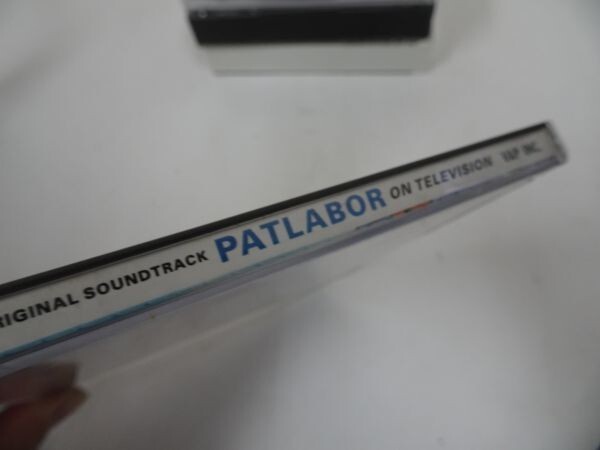 RIGINAL SOUNDTRACK PATLABOR ON TELEVISION VAP INC.